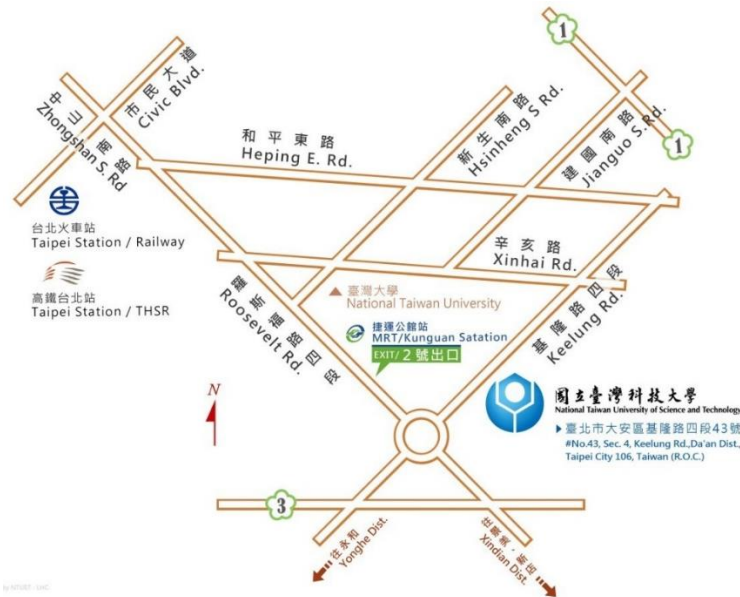 1
市民大道
Civic Blvd.
中山南路
Zhongshan S. Rd
和平東路
Heping E. Rd.
新生南路
Hsinheng S Rd.
建國南路
Jianguo S.Rd.
1
台北火車站
Taipei Station / Railway
高鐵台北站
Taipei Station / THSR
辛亥路
Xinhai Rd.
臺灣大學
National Taiwan University
羅斯福路四段
Roosevelt Rd.
捷運公館站
MRT/Kunguan Satation
EXIT/ 2 號出口
基隆路四段
Keelung Rd.
N
國立臺灣科技大學
National Taiwan University of Science and Technology
臺北市大安區基隆路四段43號
#No.43, Sec. 4, Keelung Rd.,Da'an Dist.,
Taipei City 106, Taiwan (R.O.C.)
3
往永和
Yonghe Dist.
往景美．新店
Xindian Dist.